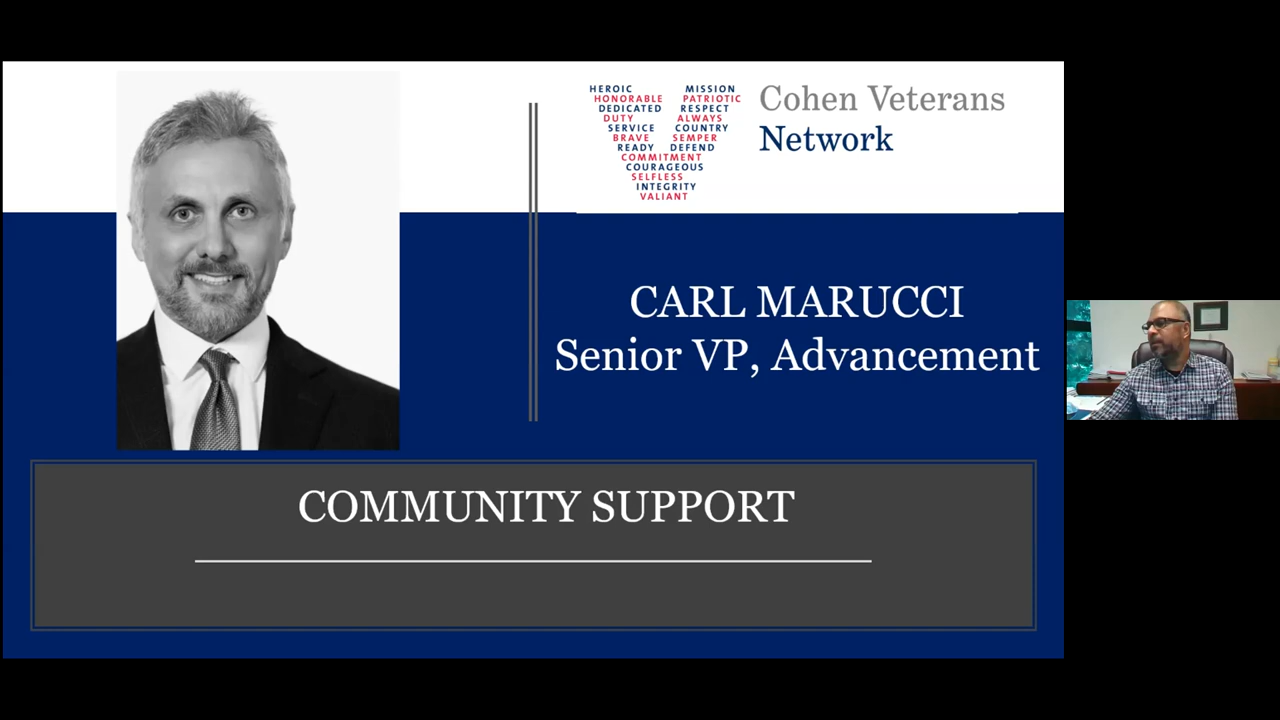 HEROIC MISSION
HONORABLE PATRIOTIC
DEDICATED RESPECT
DUTY ALWAYS
SERVICE COUNTRY
BRAVE SEMPER
READY DEFEND
COMMITMENT
COURAGEOUS
SELFLESS
INTEGRITY
VALIANT
Cohen Veterans
Network
CARL MARUCCI
Senior VP, Advancement
COMMUNITY SUPPORT